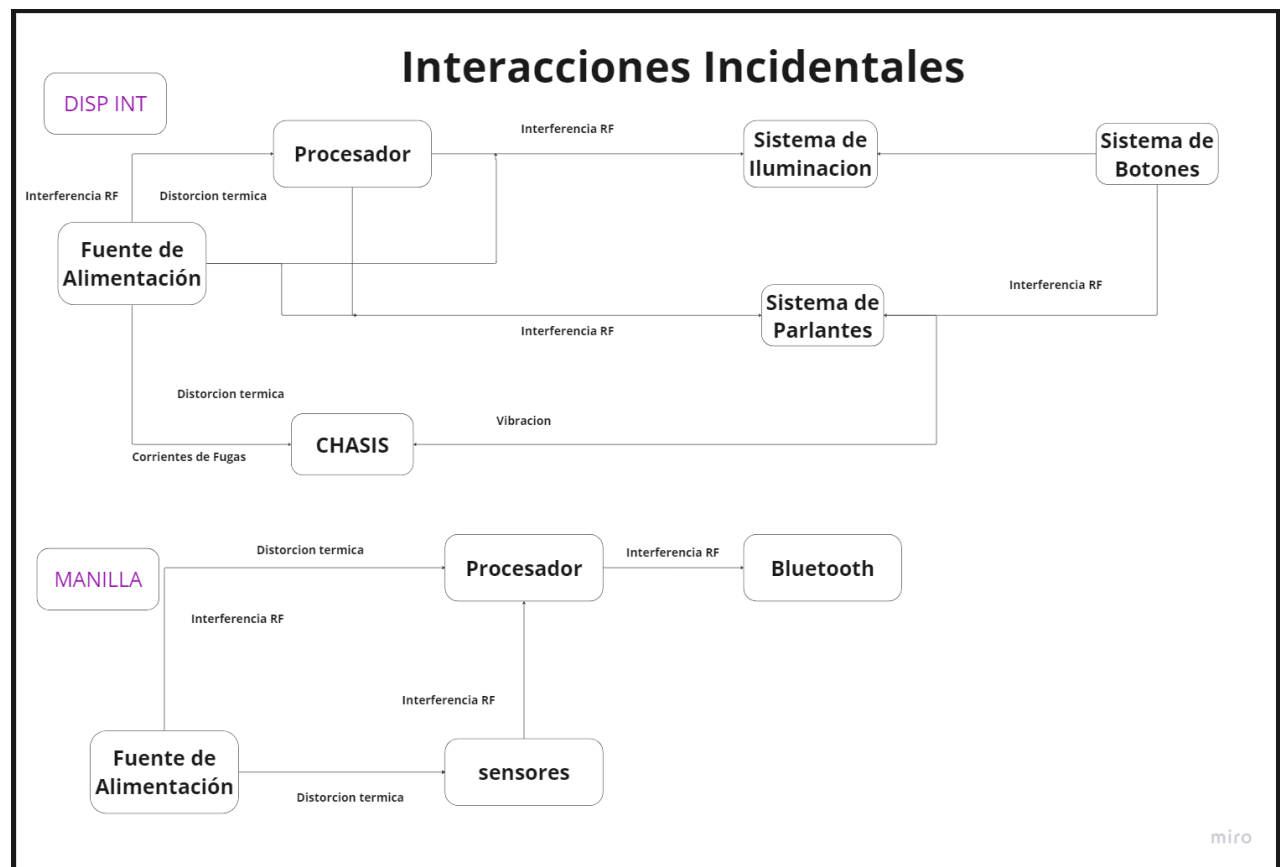 Interacciones Incidentales
DISP INT
Interferencia RF
Procesador
Sistema de
Iluminacion
Sistema de
Botones
Interferencia RF
Distorcion termica
Fuente de
Alimentación
Interferencia RF
Sistema de
Parlantes
Interferencia RF
Distorcion termica
Vibracion
CHASIS
Corrientes de Fugas
MANILLA
Distorcion termica
Procesador
Interferencia RF
Bluetooth
Interferencia RF
Interferencia RF
Fuente de
Alimentación
sensores
Distorcion termica
miro